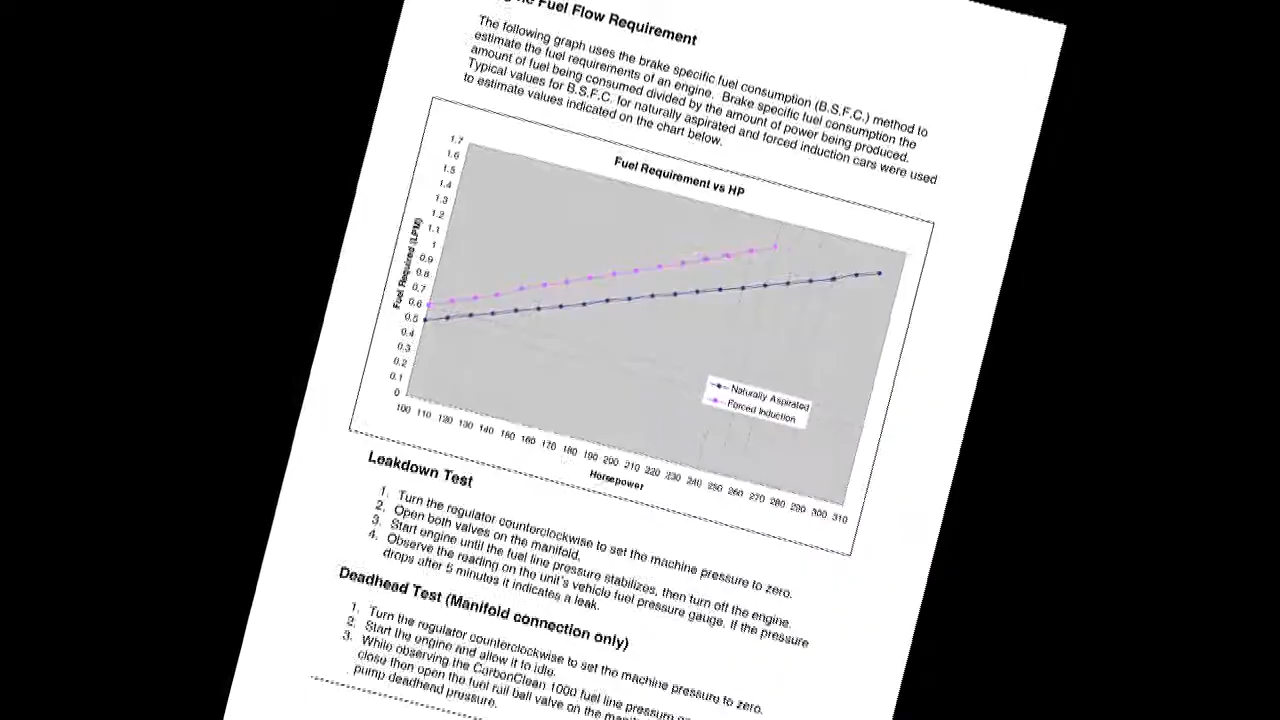 Fuel Flow Requirement
The following graph uses the brake specific fuel consumption (B.S.F.C.) method to
estimate the fuel requirements of an engine. Brake specific fuel consumption the
amount of fuel being consumed divided by the amount of power being produced.
Typical values for B.S.F.C. for naturally aspirated and forced induction cars were used
to estimate values indicated on the chart below.
Fuel Requirement vs HP
1.7
1.6
1.5
1.4
1.3
1.2
1.1
1
0.9
0.8
0.7
0.6
0.5
0.4
0.3
0.2
0.1
0
Fuel Required (LPM)
Naturally Aspirated
Forced Induction
100 110 120 130 140 150 160 170 180 190 200 210 220 230 240 250 260 270 280 290 300 310
Horsepower
Leakdown Test
1. Turn the regulator counterclockwise to set the machine pressure to zero.
2. Open both valves on the manifold.
3. Start engine until the fuel line pressure stabilizes, then turn off the engine.
4. Observe the reading on the unit's vehicle fuel pressure gauge. If the pressure
drops after 5 minutes it indicates a leak.
Deadhead Test (Manifold connection only)
1. Turn the regulator counterclockwise to set the machine pressure to zero.
2. Start the engine and allow it to idle.
3. While observing the CarbonClean 1000 fuel line pressure
close then open the fuel rail ball valve on the
pump deadhead pressure.